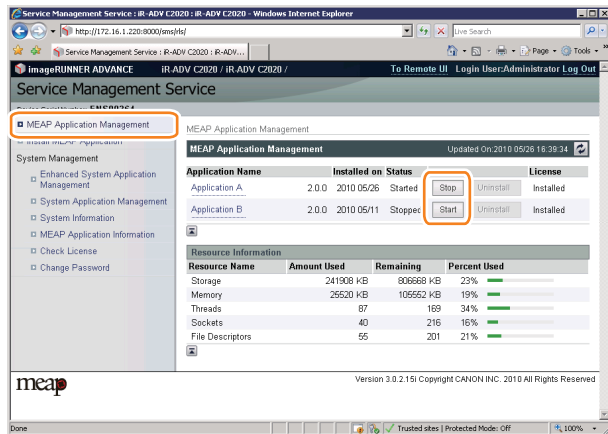 Service Management Service : iR-ADV C2020 : iR-ADV C2020 - Windows Internet Explorer
http://172.16.1.220:8000/sms/rls/
Live Search
Service Management Service : iR-ADV C2020 : iR-ADV...
Page
Tools
imageRUNNER ADVANCE iR-ADV C2020 / iR-ADV C2020 /
To Remote UI Login User:Administrator Log Out
Service Management Service
MEAP Application Management
Install MEAP Application
System Management
Enhanced System Application
Management
System Application Management
System Information
MEAP Application Information
Check License
Change Password
MEAP Application Management
MEAP Application Management Updated On:2010 05/26 16:39:34
Application Name Installed on Status License
Application A 2.0.0 2010 05/26 Started Stop Uninstall Installed
Application B 2.0.0 2010 05/11 Stopped Start Uninstall Installed
Resource Information
Resource Name Amount Used Remaining Percent Used
Storage 241908 KB 806668 KB 23%
Memory 25520 KB 105552 KB 19%
Threads 87 169 34%
Sockets 40 216 16%
File Descriptors 55 201 21%
meap
Version 3.0.2.15i Copyright CANON INC. 2010 All Rights Reserved
Done
Trusted sites | Protected Mode: Off
100%